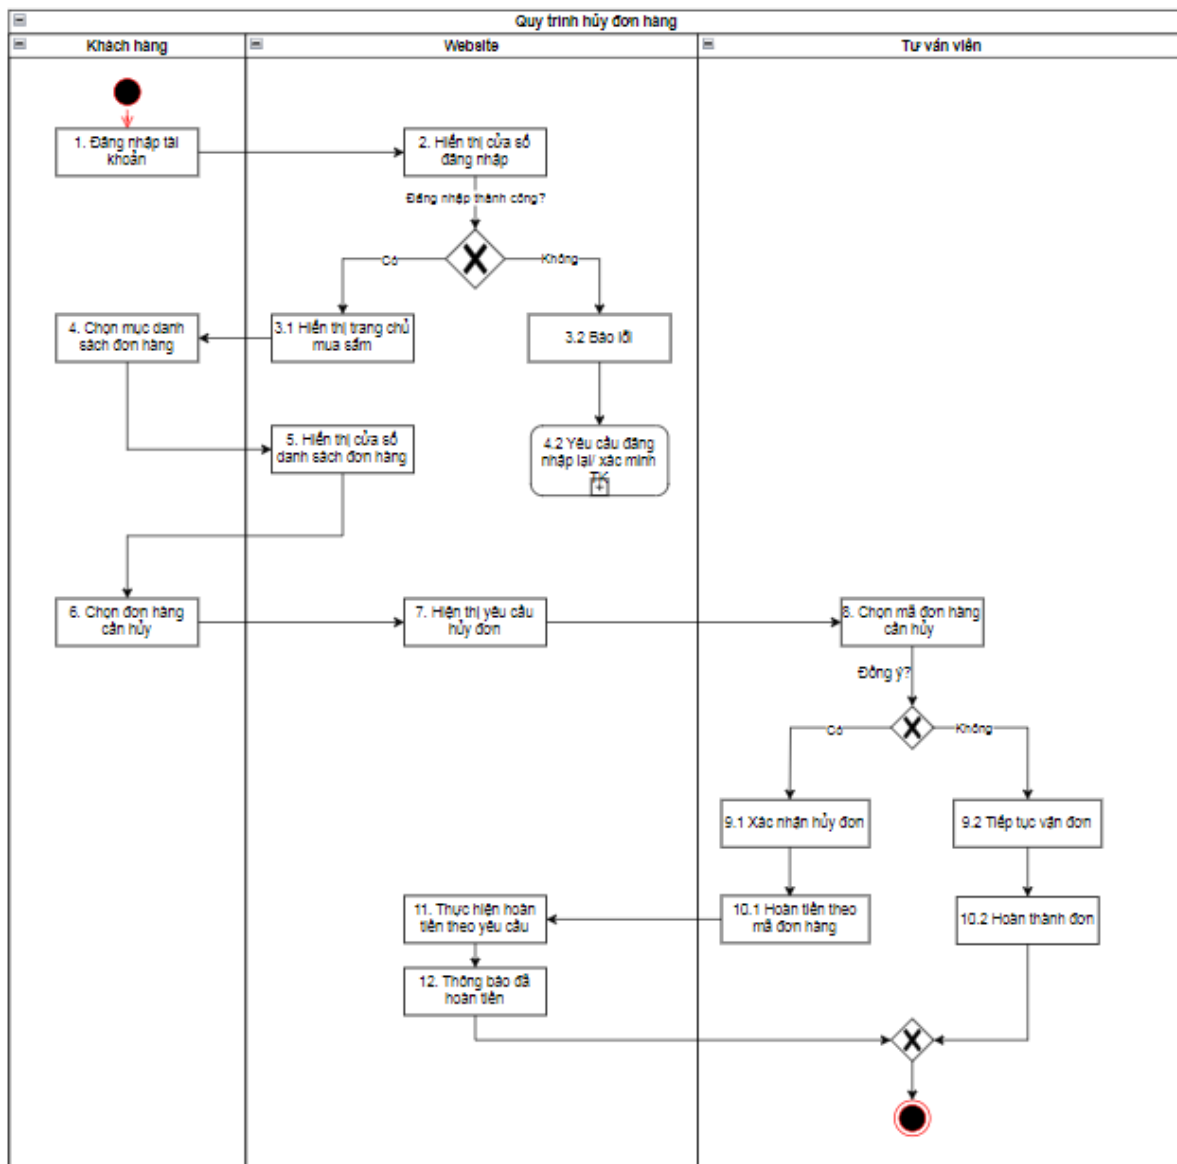 Quy trình hủy đơn hàng
Khách hàng
Website
Tư vấn viên
1. Đăng nhập tài
khoản
2. Hiển thị cửa sổ
đăng nhập
Đăng nhập thành công?
Có
Không
4. Chọn mục danh
sách đơn hàng
3.1 Hiển thị trang chủ
mua sắm
3.2 Báo lỗi
5. Hiển thị cửa sổ
danh sách đơn hàng
4.2 Yêu cầu đăng
nhập lại/ xác minh
TK
6. Chọn đơn hàng
cần hủy
7. Hiện thị yêu cầu
hủy đơn
8. Chọn mã đơn hàng
cần hủy
Đồng ý?
Có
Không
9.1 Xác nhận hủy đơn
9.2 Tiếp tục vận đơn
11. Thực hiện hoàn
tiền theo yêu cầu
10.1 Hoàn tiền theo
mã đơn hàng
10.2 Hoàn thành đơn
12. Thông báo đã
hoàn tiền